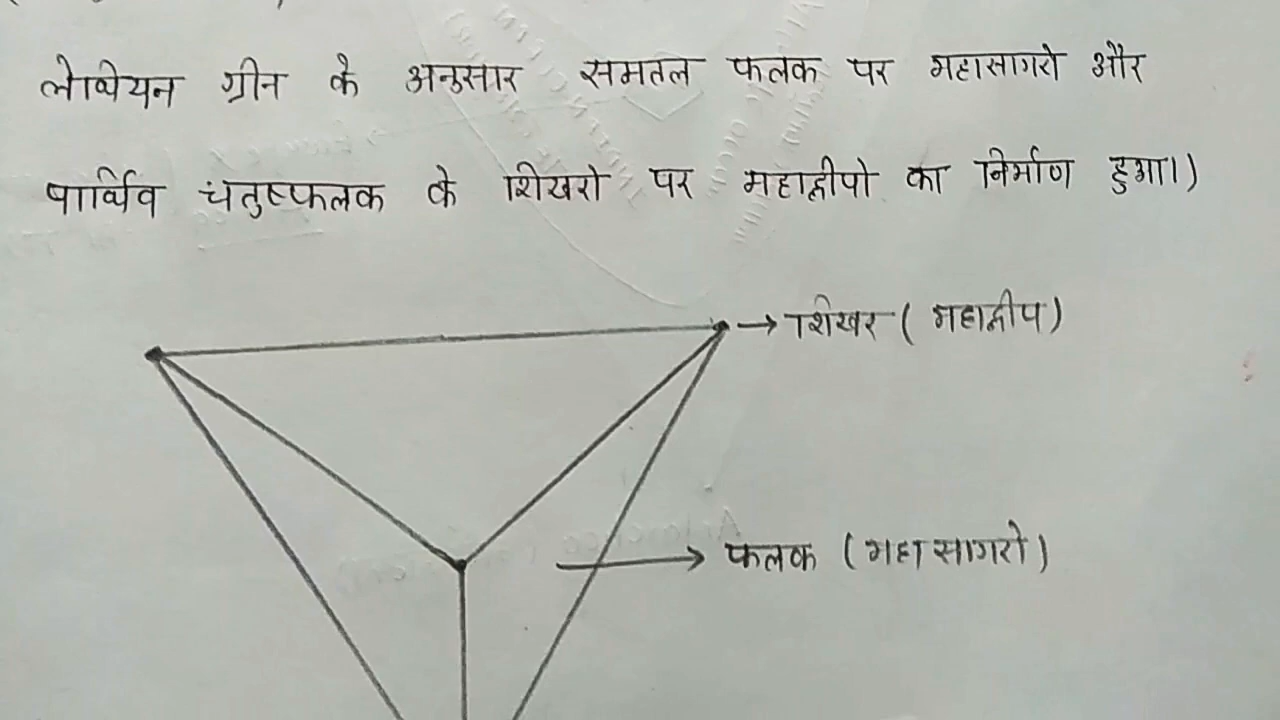 लोथियन ग्रीन के अनुसार समतल फलक पर महासागरो और
पार्थिव चतुष्फलक के शिखरो पर महाद्वीपो का निर्माण हुआ।)
→ शिखर ( महाद्वीप)
→ फलक (महासागरो)